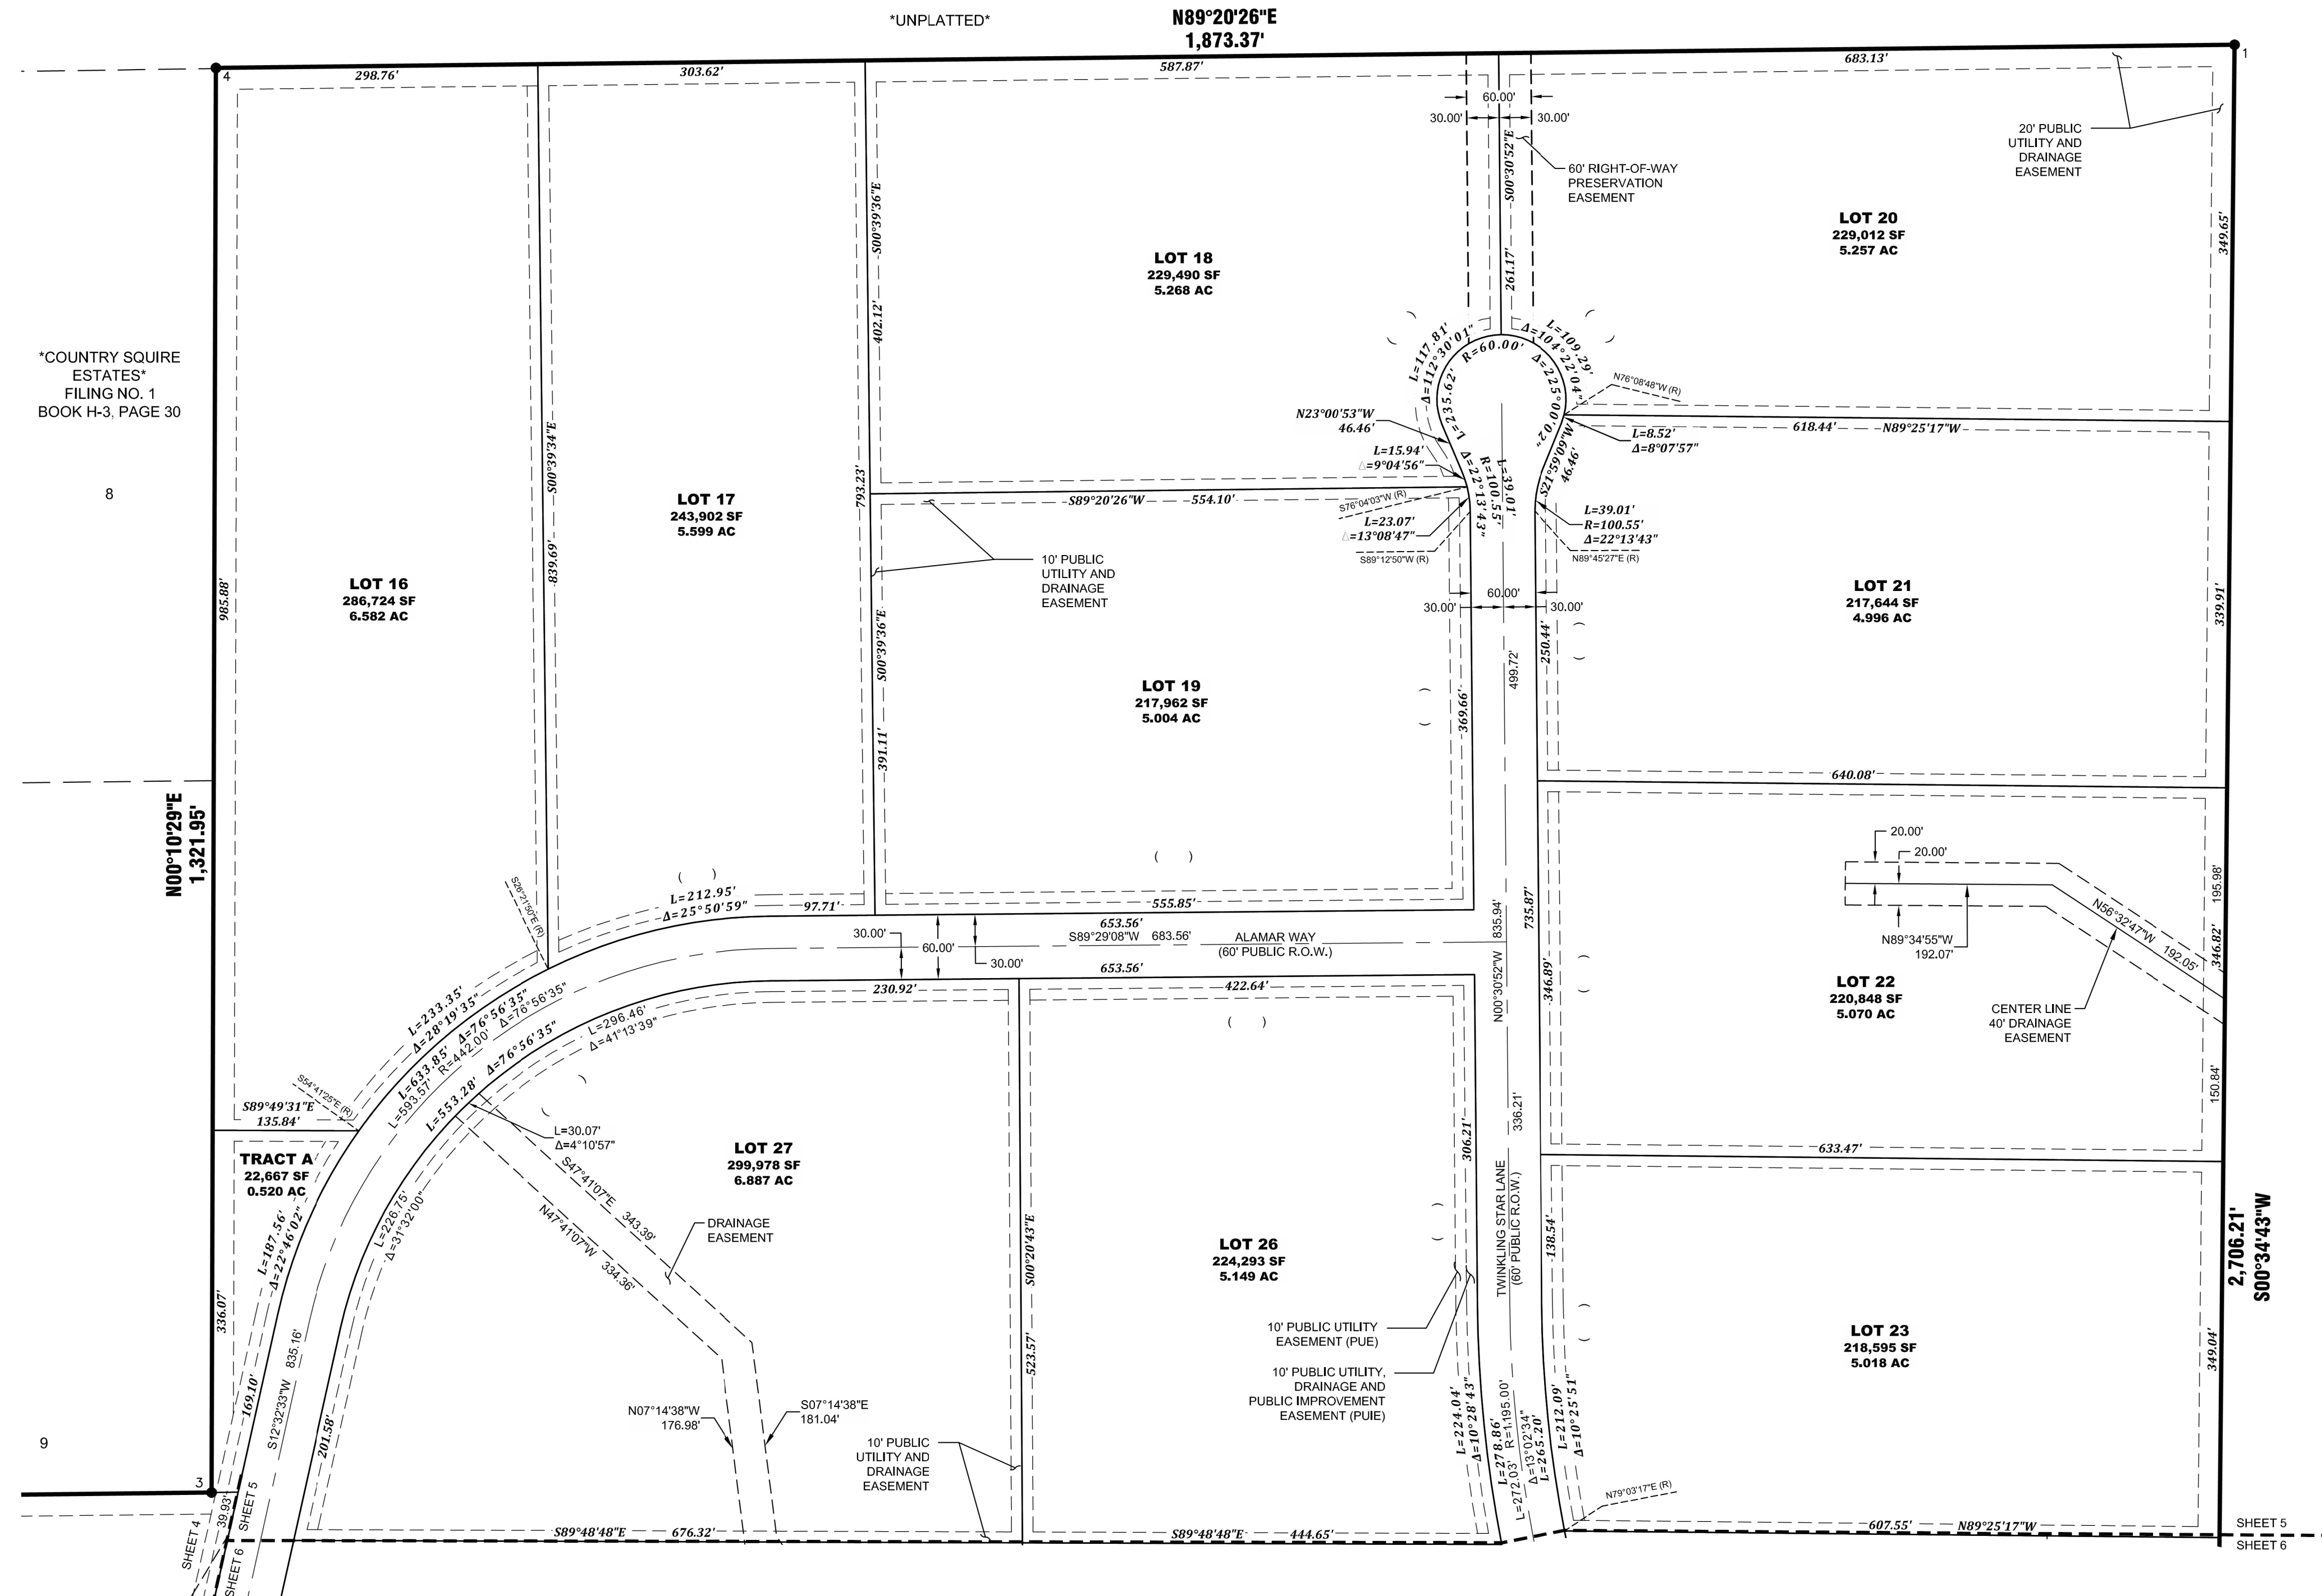 *UNPLATTED*
N89°20'26"E
1,873.37'
4
1
298.76'
303.62'
587.87'
683.13'
60.00'
30.00'
30.00'
S00°30'52"E
261.17'
60' RIGHT-OF-WAY
PRESERVATION
EASEMENT
20' PUBLIC
UTILITY AND
DRAINAGE
EASEMENT
LOT 20
229,012 SF
5.257 AC
349.65'
LOT 18
229,490 SF
5.268 AC
S00°39'36"E
402.12'
*COUNTRY SQUIRE
ESTATES*
FILING NO. 1
BOOK H-3, PAGE 30
8
L=117.81'
Δ=112°30'01"
R=60.00'
L=235.62'
Δ=225°00'02"
L=109.29'
Δ=104°22'04"
N76°08'48"W (R)
N23°00'53"W
46.46'
L=15.94'
Δ=9°04'56"
L=8.52'
Δ=8°07'57"
618.44'
N89°25'17"W
S21°59'09"W
46.46'
L=39.01'
R=100.55'
Δ=22°13'43"
S89°20'26"W
554.10'
S76°04'03"W (R)
L=23.07'
Δ=13°08'47"
S89°12'50"W (R)
L=39.01'
R=100.55'
Δ=22°13'43"
N89°45'27"E (R)
S00°39'34"E
839.69'
793.23'
LOT 17
243,902 SF
5.599 AC
LOT 16
286,724 SF
6.582 AC
985.88'
10' PUBLIC
UTILITY AND
DRAINAGE
EASEMENT
S00°39'36"E
391.11'
60.00'
30.00'
30.00'
LOT 21
217,644 SF
4.996 AC
339.91'
250.44'
499.72'
LOT 19
217,962 SF
5.004 AC
369.66'
640.08'
N00°10'29"E
1,321.95'
( )
( )
20.00'
20.00'
N89°34'55"W
192.07'
N56°32'47"W 192.05'
195.98'
346.82'
150.84'
LOT 22
220,848 SF
5.070 AC
CENTER LINE
40' DRAINAGE
EASEMENT
S26°21'50"E (R)
L=212.95'
Δ=25°50'59"
97.71'
555.85'
653.56'
S89°29'08"W 683.56'
ALAMAR WAY
(60' PUBLIC R.O.W.)
30.00'
60.00'
30.00'
653.56'
230.92'
422.64'
( )
N00°30'52"W 835.94'
735.87'
346.89'
L=233.35'
Δ=28°19'35"
L=633.85' Δ=76°56'35"
L=593.57' R=442.00' Δ=76°56'35"
L=553.28' Δ=76°56'35"
L=296.46'
Δ=41°13'39"
S54°41'25"E (R)
S89°49'31"E
135.84'
L=30.07'
Δ=4°10'57"
633.47'
336.21'
306.21'
TRACT A
22,667 SF
0.520 AC
LOT 27
299,978 SF
6.887 AC
S47°41'07"E 343.39'
N47°41'07"W 334.36'
DRAINAGE
EASEMENT
L=187.56'
Δ=22°46'02"
L=226.75'
Δ=31°32'00"
336.07'
S00°20'43"E
523.57'
LOT 26
224,293 SF
5.149 AC
TWINKLING STAR LANE
(60' PUBLIC R.O.W.)
138.54'
2,706.21'
S00°34'43"W
LOT 23
218,595 SF
5.018 AC
349.04'
10' PUBLIC UTILITY
EASEMENT (PUE)
10' PUBLIC UTILITY,
DRAINAGE AND
PUBLIC IMPROVEMENT
EASEMENT (PUIE)
169.10'
S12°32'33"W 835.16'
201.58'
N07°14'38"W
176.98'
S07°14'38"E
181.04'
10' PUBLIC
UTILITY AND
DRAINAGE
EASEMENT
L=224.04'
Δ=10°28'43"
L=278.86'
L=272.03' R=1,195.00'
Δ=13°02'34"
L=265.20'
L=212.09'
Δ=10°25'51"
N79°03'17"E (R)
9
3
39.93'
SHEET 4
SHEET 5
SHEET 6
S89°48'48"E 676.32'
S89°48'48"E 444.65'
607.55' N89°25'17"W
SHEET 5
SHEET 6